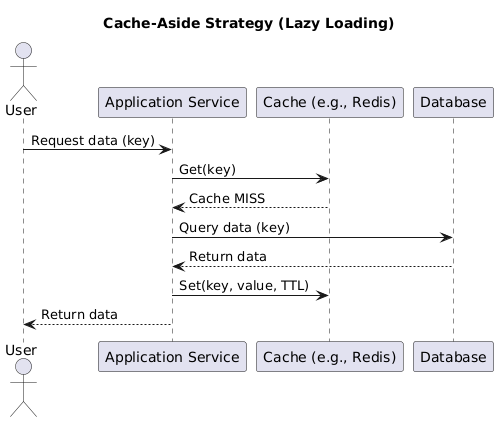 Cache-Aside Strategy (Lazy Loading)
User
Application Service
Cache (e.g., Redis)
Database
Request data (key)
Get(key)
Cache MISS
Query data (key)
Return data
Set(key, value, TTL)
Return data
User
Application Service
Cache (e.g., Redis)
Database